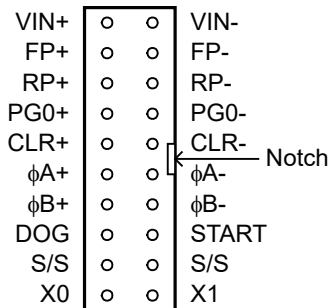 VIN+ VIN-
FP+ FP-
RP+ RP-
PG0+ PG0-
CLR+ CLR-
Notch
ϕA+ ϕA-
ϕB+ ϕB-
DOG START
S/S S/S
X0 X1